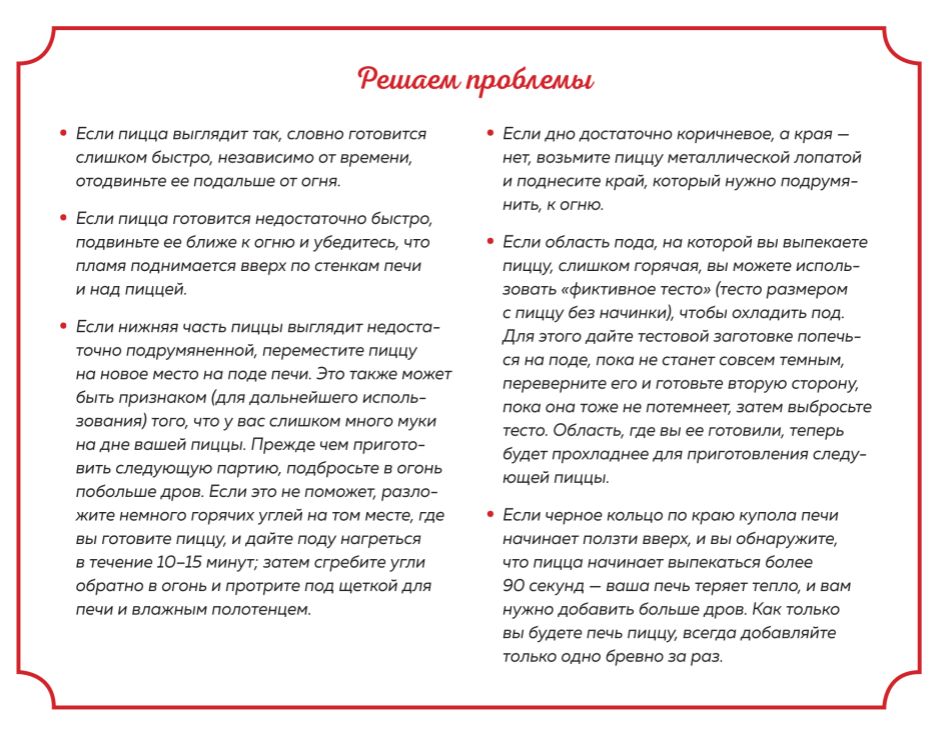 Решаем проблемы
• Если пицца выглядит так, словно готовится
слишком быстро, независимо от времени,
отодвиньте ее подальше от огня.
• Если пицца готовится недостаточно быстро,
подвиньте ее ближе к огню и убедитесь, что
пламя поднимается вверх по стенкам печи
и над пиццей.
• Если нижняя часть пиццы выглядит недоста-
точно подрумяненной, переместите пиццу
на новое место на поде печи. Это также может
быть признаком (для дальнейшего исполь-
зования) того, что у вас слишком много муки
на дне вашей пиццы. Прежде чем пригото-
вить следующую партию, подбросьте в огонь
побольше дров. Если это не поможет, разло-
жите немного горячих углей на том месте, где
вы готовите пиццу, и дайте поду нагреться
в течение 10–15 минут; затем сгребите угли
обратно в огонь и протрите под щеткой для
печи и влажным полотенцем.
• Если дно достаточно коричневое, а края —
нет, возьмите пиццу металлической лопатой
и поднесите край, который нужно подрумя-
нить, к огню.
• Если область пода, на которой вы выпекаете
пиццу, слишком горячая, вы можете исполь-
зовать «фиктивное тесто» (тесто размером
с пиццу без начинки), чтобы охладить под.
Для этого дайте тестовой заготовке попечь-
ся на поде, пока не станет совсем темным,
переверните его и готовьте вторую сторону,
пока она тоже не потемнеет, затем выбросьте
тесто. Область, где вы ее готовили, теперь
будет прохладнее для приготовления следу-
ющей пиццы.
• Если черное кольцо по краю купола печи
начинает ползти вверх, и вы обнаружите,
что пицца начинает выпекаться более
90 секунд — ваша печь теряет тепло, и вам
нужно добавить больше дров. Как только
вы будете печь пиццу, всегда добавляйте
только одно бревно за раз.